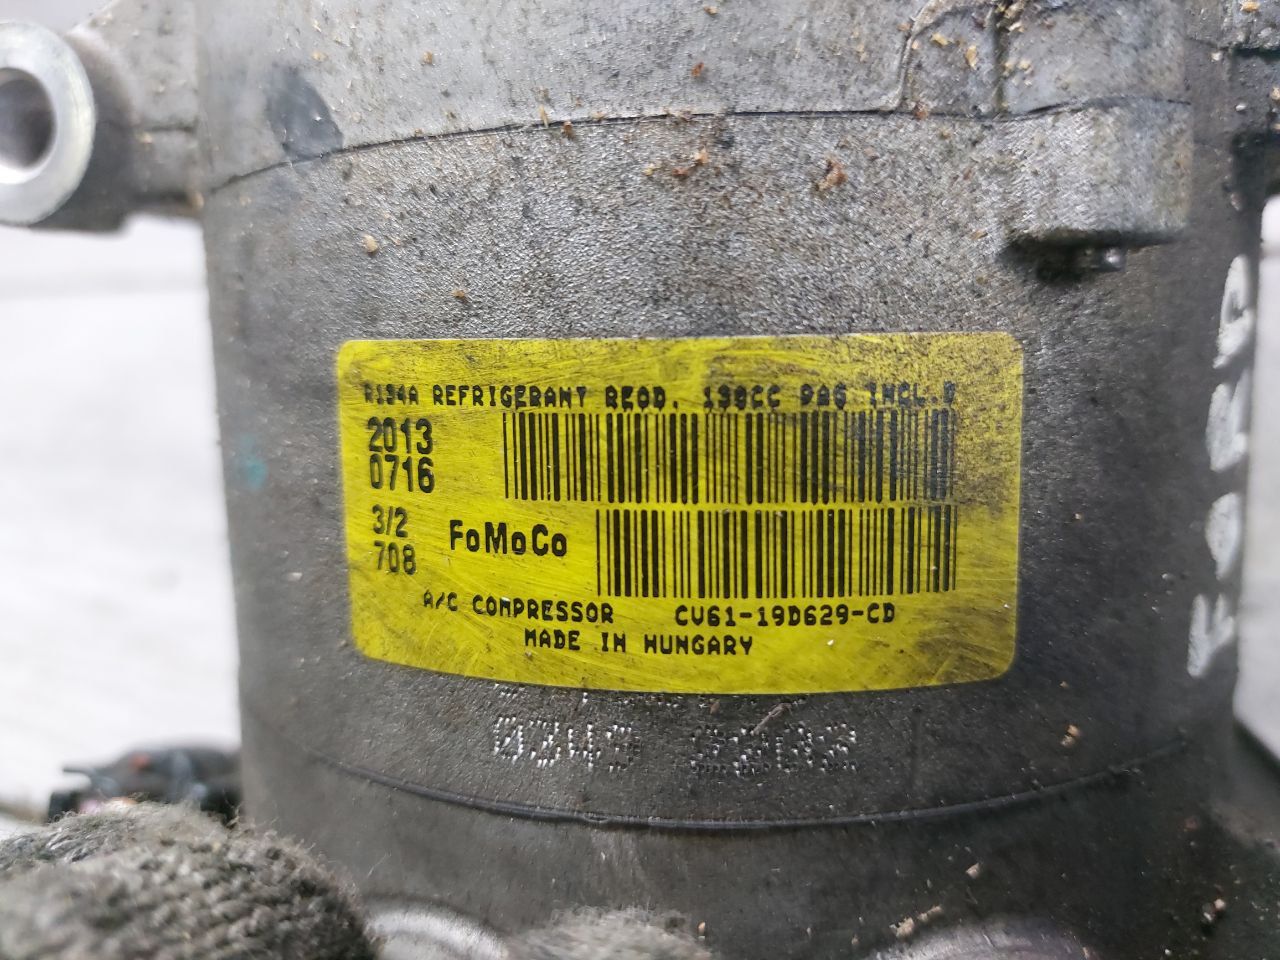 R134A REFRIGERANT REQD. 130CC PAG INCL.D
2013
0716
3/2
708
FoMoCo
A/C COMPRESSOR CV61-19D629-CD
MADE IN HUNGARY